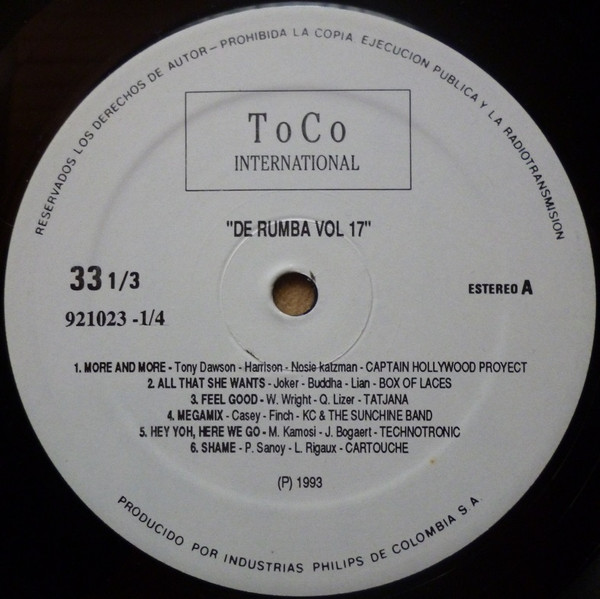 RESERVADOS LOS DERECHOS DE AUTOR - PROHIBIDA LA COPIA EJECUCION PUBLICA Y LA RADIOTRANSMISION
ToCo
INTERNATIONAL
"DE RUMBA VOL 17"
33 1/3
ESTEREO A
921023 -1/4
1. MORE AND MORE - Tony Dawson - Harrison - Nosie katzman - CAPTAIN HOLLYWOOD PROYECT
2. ALL THAT SHE WANTS - Joker - Buddha - Lian - BOX OF LACES
3. FEEL GOOD - W. Wright - Q. Lizer - TATJANA
4. MEGAMIX - Casey - Finch - KC & THE SUNCHINE BAND
5. HEY YOH, HERE WE GO - M. Kamosi - J. Bogaert - TECHNOTRONIC
6. SHAME - P. Sanoy - L. Rigaux - CARTOUCHE
(P) 1993
PRODUCIDO POR INDUSTRIAS PHILIPS DE COLOMBIA S.A.